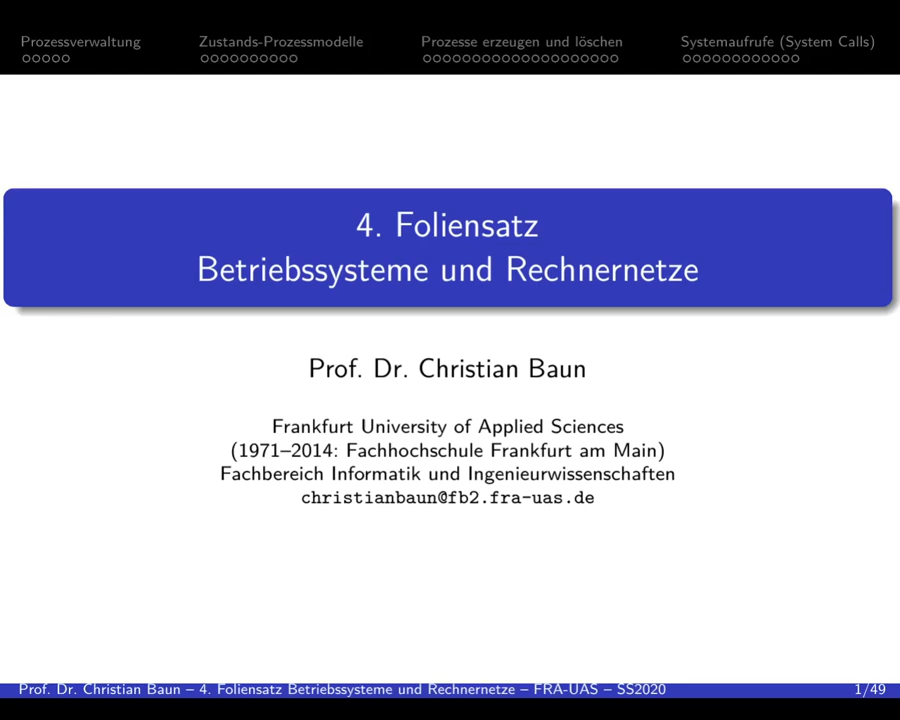 Prozessverwaltung Zustands-Prozessmodelle Prozesse erzeugen und löschen Systemaufrufe (System Calls)
4. Foliensatz
Betriebssysteme und Rechnernetze
Prof. Dr. Christian Baun
Frankfurt University of Applied Sciences
(1971–2014: Fachhochschule Frankfurt am Main)
Fachbereich Informatik und Ingenieurwissenschaften
christianbaun@fb2.fra-uas.de
Prof. Dr. Christian Baun – 4. Foliensatz Betriebssysteme und Rechnernetze – FRA-UAS – SS2020 1/49